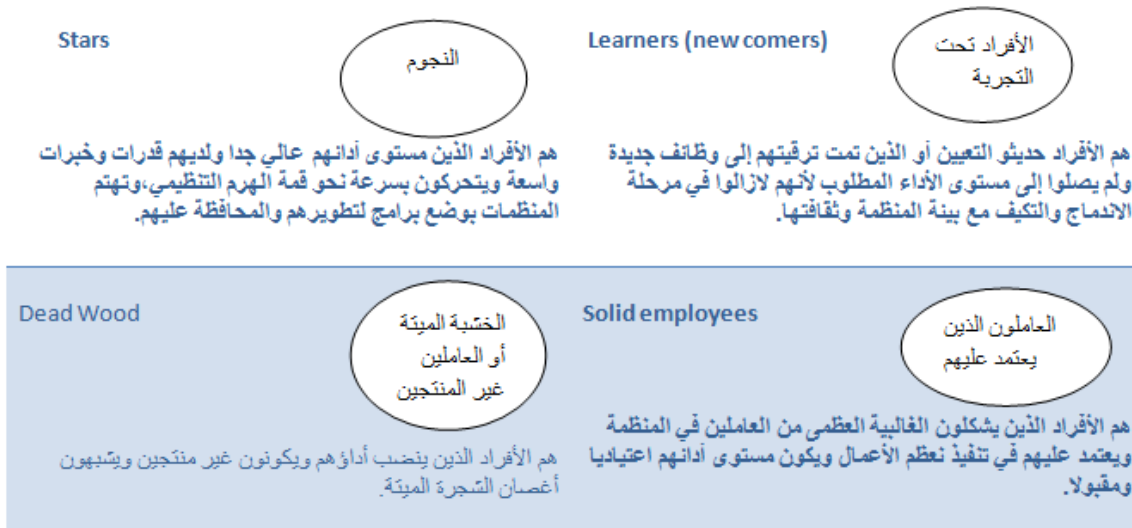 Learners (new comers)
الأفراد تحت
التجربة
هم الأفراد حديثو التعيين أو الذين تمت ترقيتهم إلى وظائف جديدة
ولم يصلوا إلى مستوى الأداء المطلوب لأنهم لازالوا في مرحلة
الاندماج والتكيف مع بيئة المنظمة وثقافتها.
Stars
النجوم
هم الأفراد الذين مستوى أدائهم عالي جدا ولديهم قدرات وخبرات
واسعة ويتحركون بسرعة نحو قمة الهرم التنظيمي،وتهتم
المنظمات بوضع برامج لتطويرهم والمحافظة عليهم.
Solid employees
العاملون الذين
يعتمد عليهم
هم الأفراد الذين يشكلون الغالبية العظمى من العاملين في المنظمة
ويعتمد عليهم في تنفيذ نعظم الأعمال ويكون مستوى أدائهم اعتياديا
ومقبولا.
Dead Wood
الخشبة الميتة
أو العاملين
غير المنتجين
هم الأفراد الذين ينضب أداؤهم ويكونون غير منتجين ويشبهون
أغصان الشجرة الميتة.